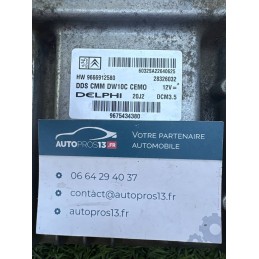 603Z5A22640625
HW 9666912580
28326032
DDS CMM DW10C CEMO 12V
DELPHI 20J2 DCM3.5
9675434380
AUTOPROS13.fr
VOTRE PARTENAIRE
AUTOMOBILE
06 64 29 40 37
contact@autopros13.fr
autopros13.fr